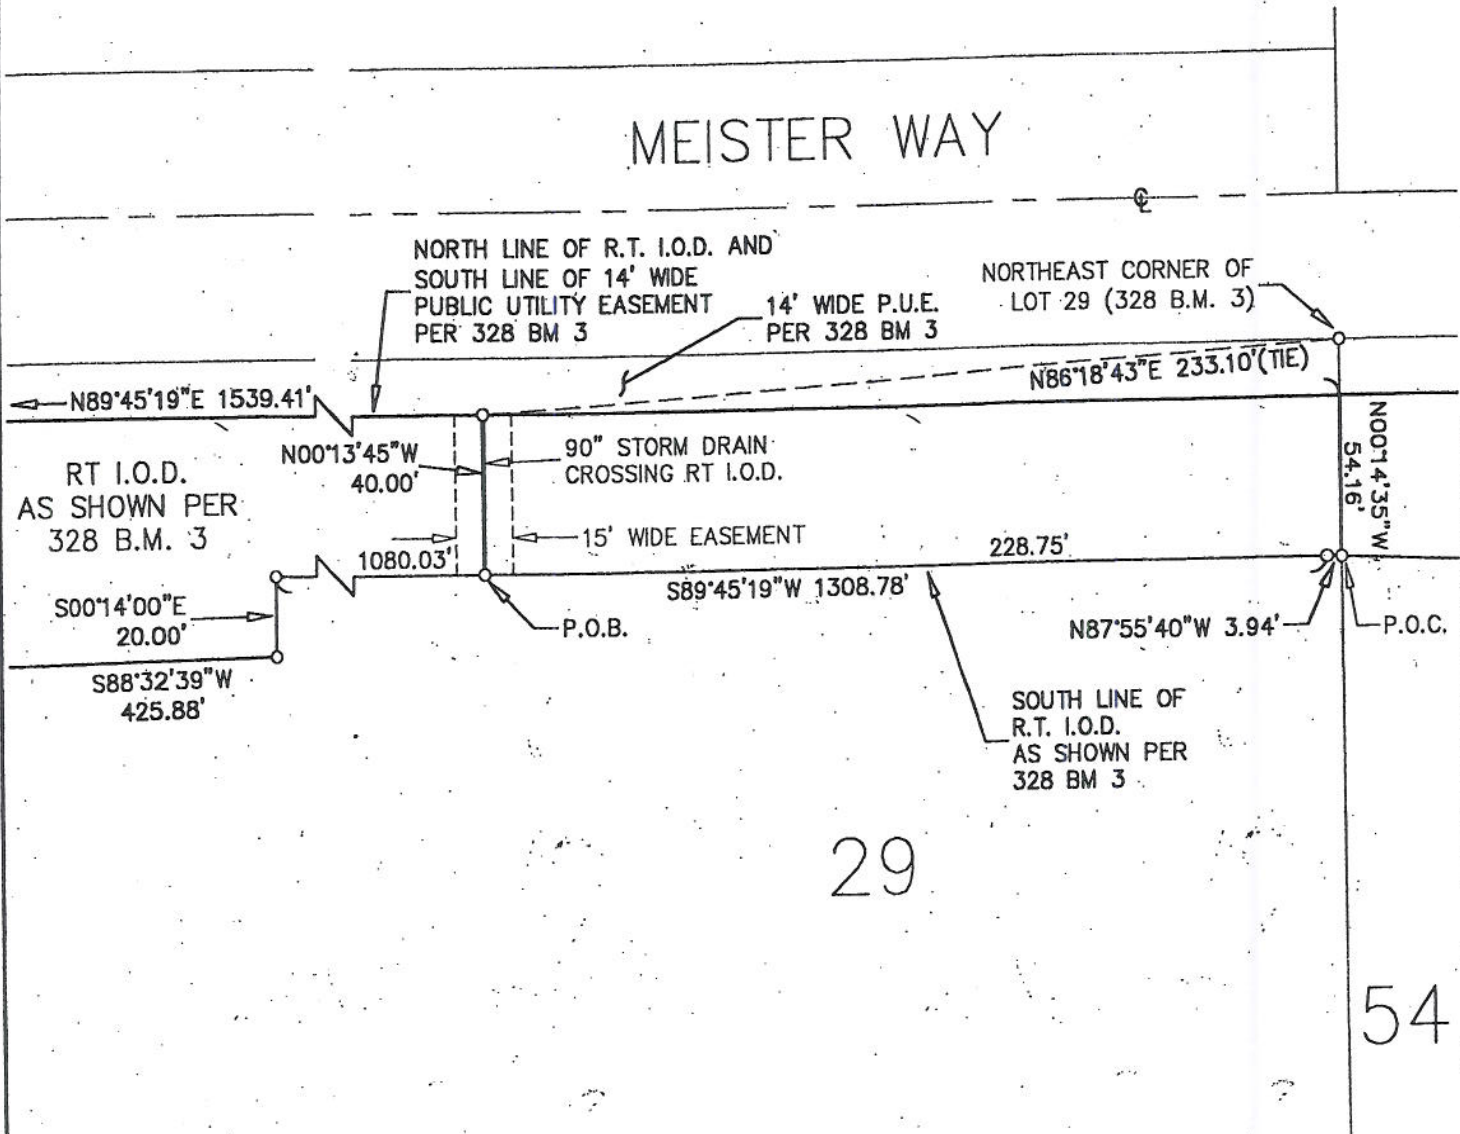 MEISTER WAY
℄
NORTH LINE OF R.T. I.O.D. AND
SOUTH LINE OF 14' WIDE
PUBLIC UTILITY EASEMENT
PER 328 BM 3
14' WIDE P.U.E.
PER 328 BM 3
NORTHEAST CORNER OF
LOT 29 (328 B.M. 3)
N86°18'43"E 233.10'(TIE)
N89°45'19"E 1539.41'
N00°13'45"W
40.00'
90" STORM DRAIN
CROSSING RT I.O.D.
N00°14'35"W
54.16'
RT I.O.D.
AS SHOWN PER
328 B.M. 3
15' WIDE EASEMENT
1080.03'
228.75'
S89°45'19"W 1308.78'
S00°14'00"E
20.00'
P.O.B.
N87°55'40"W 3.94'
P.O.C.
S88°32'39"W
425.88'
SOUTH LINE OF
R.T. I.O.D.
AS SHOWN PER
328 BM 3
29
54